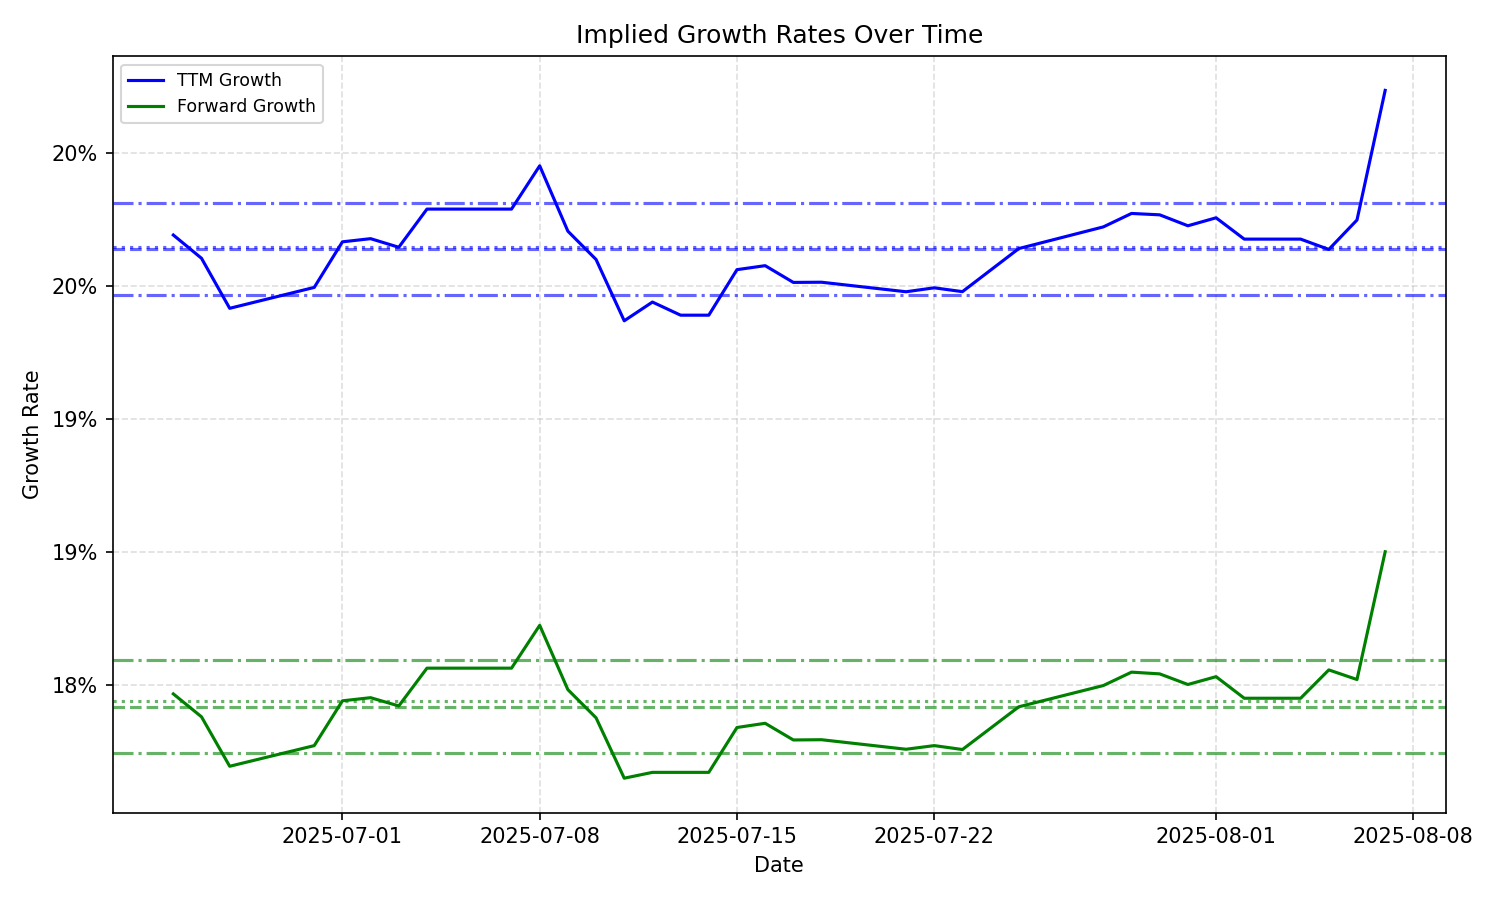 Implied Growth Rates Over Time
TTM Growth
Forward Growth
20%
20%
19%
19%
18%
Growth Rate
2025-07-01
2025-07-08
2025-07-15
2025-07-22
2025-08-01
2025-08-08
Date